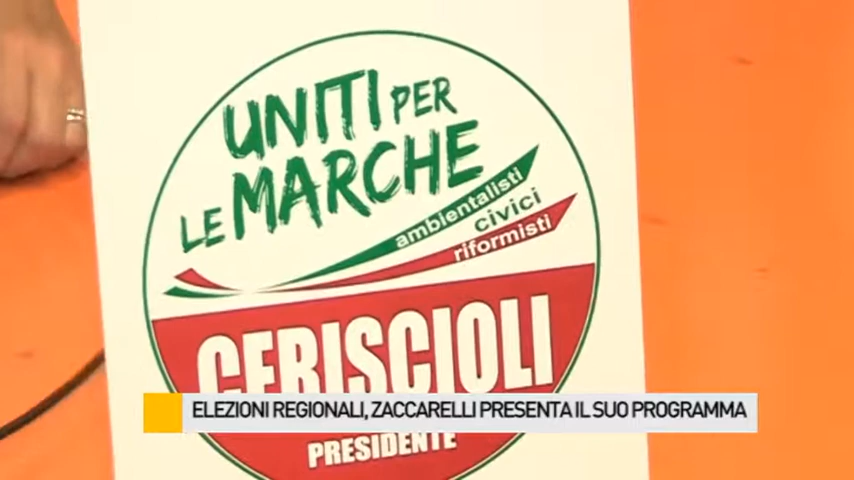 UNITI PER
LE MARCHE
ambientalisti
civici
riformisti
CERISCIOLI
ELEZIONI REGIONALI, ZACCARELLI PRESENTA IL SUO PROGRAMMA
PRESIDENTE